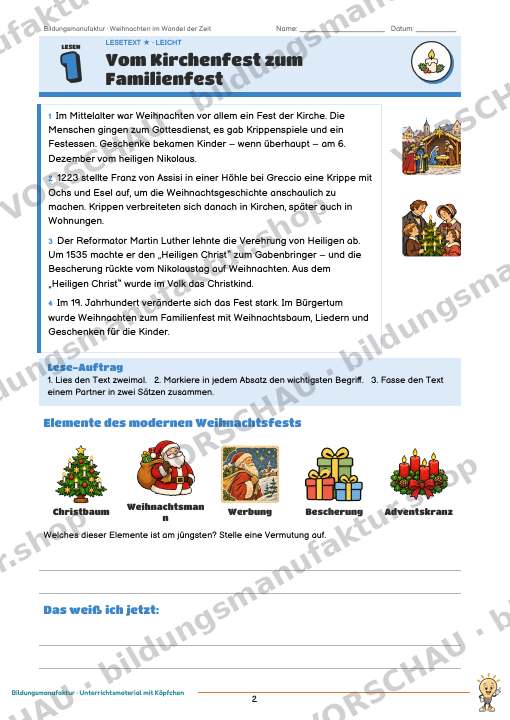 Bildungsmanufaktur · Weihnachten im Wandel der Zeit Name: Datum:
LESEN
1
LESETEXT ★ · LEICHT
Vom Kirchenfest zum
Familienfest
1 Im Mittelalter war Weihnachten vor allem ein Fest der Kirche. Die
Menschen gingen zum Gottesdienst, es gab Krippenspiele und ein
Festessen. Geschenke bekamen Kinder – wenn überhaupt – am 6.
Dezember vom heiligen Nikolaus.
2 1223 stellte Franz von Assisi in einer Höhle bei Greccio eine Krippe mit
Ochs und Esel auf, um die Weihnachtsgeschichte anschaulich zu
machen. Krippen verbreiteten sich danach in Kirchen, später auch in
Wohnungen.
3 Der Reformator Martin Luther lehnte die Verehrung von Heiligen ab.
Um 1535 machte er den „Heiligen Christ“ zum Gabenbringer – und die
Bescherung rückte vom Nikolaustag auf Weihnachten. Aus dem
„Heiligen Christ“ wurde im Volk das Christkind.
4 Im 19. Jahrhundert veränderte sich das Fest stark. Im Bürgertum
wurde Weihnachten zum Familienfest mit Weihnachtsbaum, Liedern und
Geschenken für die Kinder.
Lese-Auftrag
1. Lies den Text zweimal. 2. Markiere in jedem Absatz den wichtigsten Begriff. 3. Fasse den Text
einem Partner in zwei Sätzen zusammen.
Elemente des modernen Weihnachtsfests
Christbaum
Weihnachtsman
n
Werbung
Bescherung
Adventskranz
Welches dieser Elemente ist am jüngsten? Stelle eine Vermutung auf.
Das weiß ich jetzt:
Bildungsmanufaktur · Unterrichtsmaterial mit Köpfchen
2
VORSCHAU · bildungsmanufaktur.shop